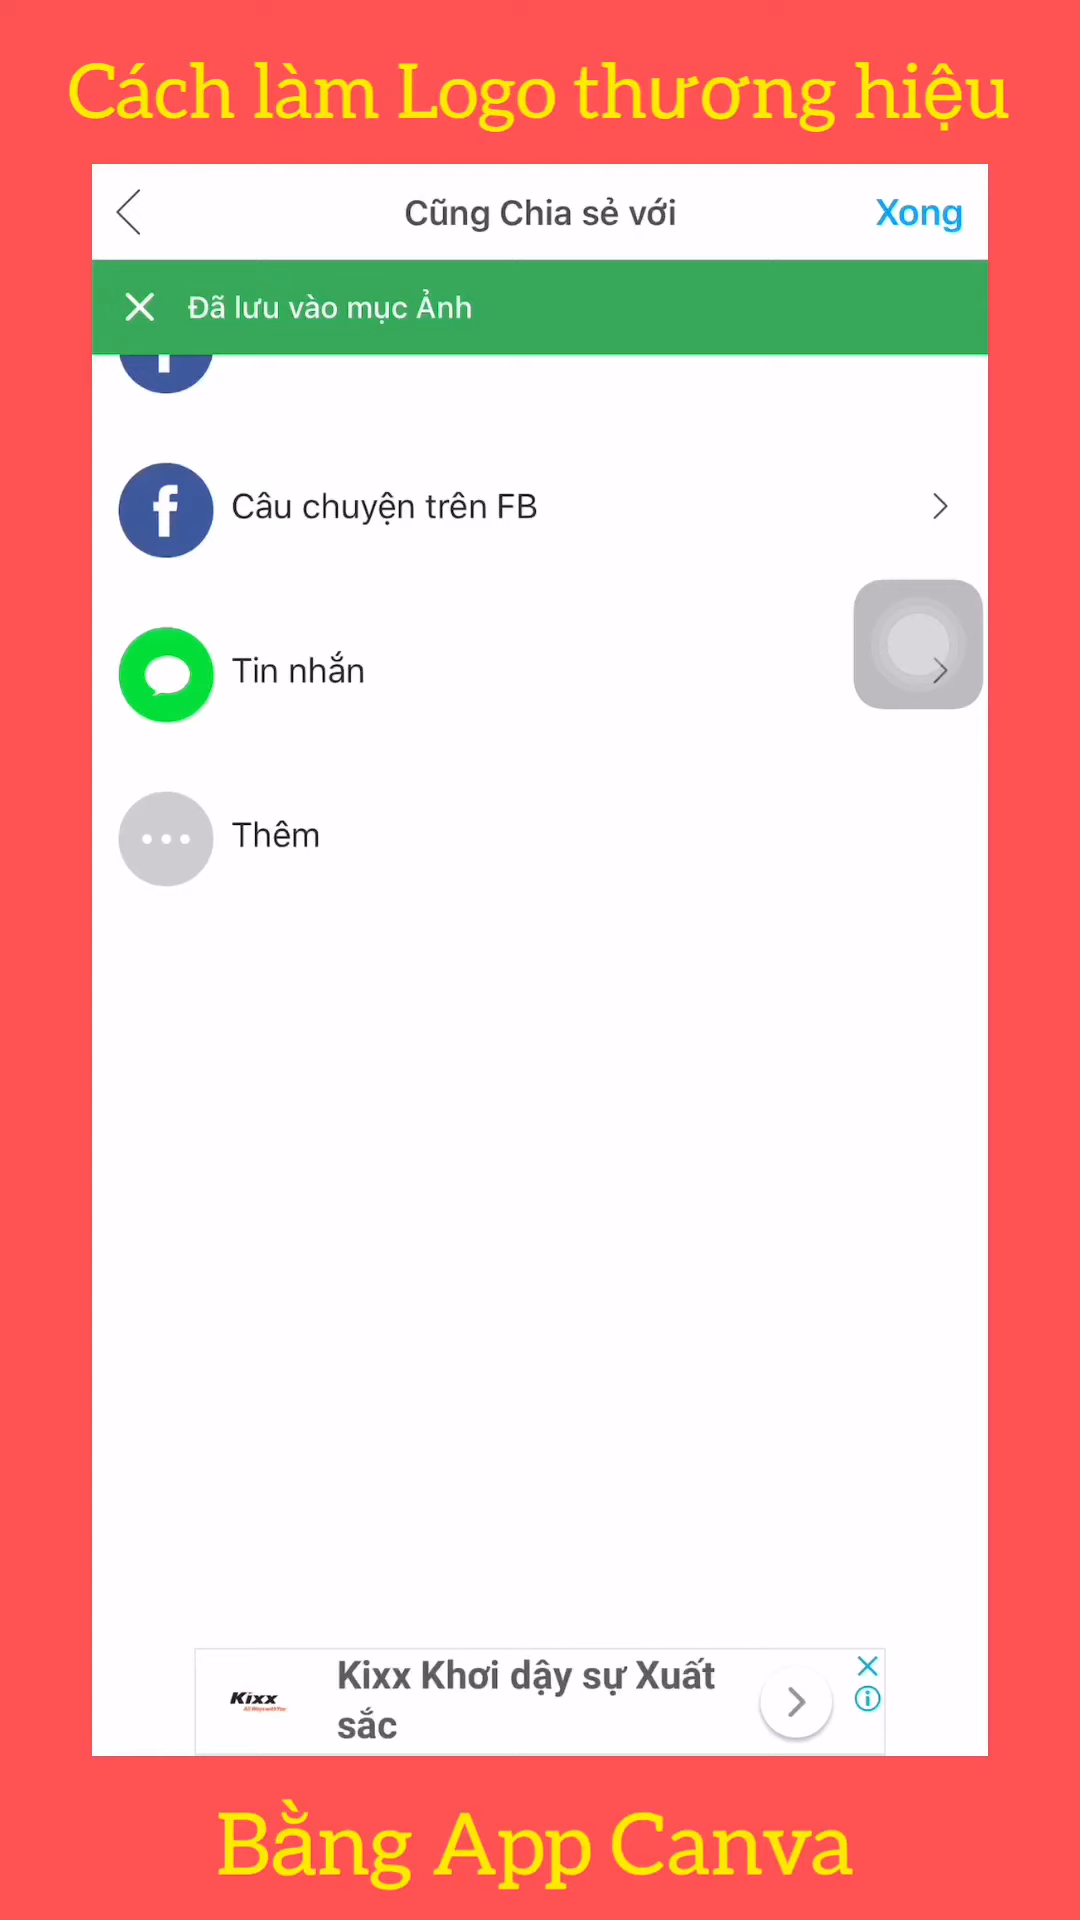 Cách làm Logo thương hiệu
Cũng Chia sẻ với
Xong
Đã lưu vào mục Ảnh
Câu chuyện trên FB
Tin nhắn
Thêm
Kixx
Kixx Khơi dậy sự Xuất
sắc
Bằng App Canva